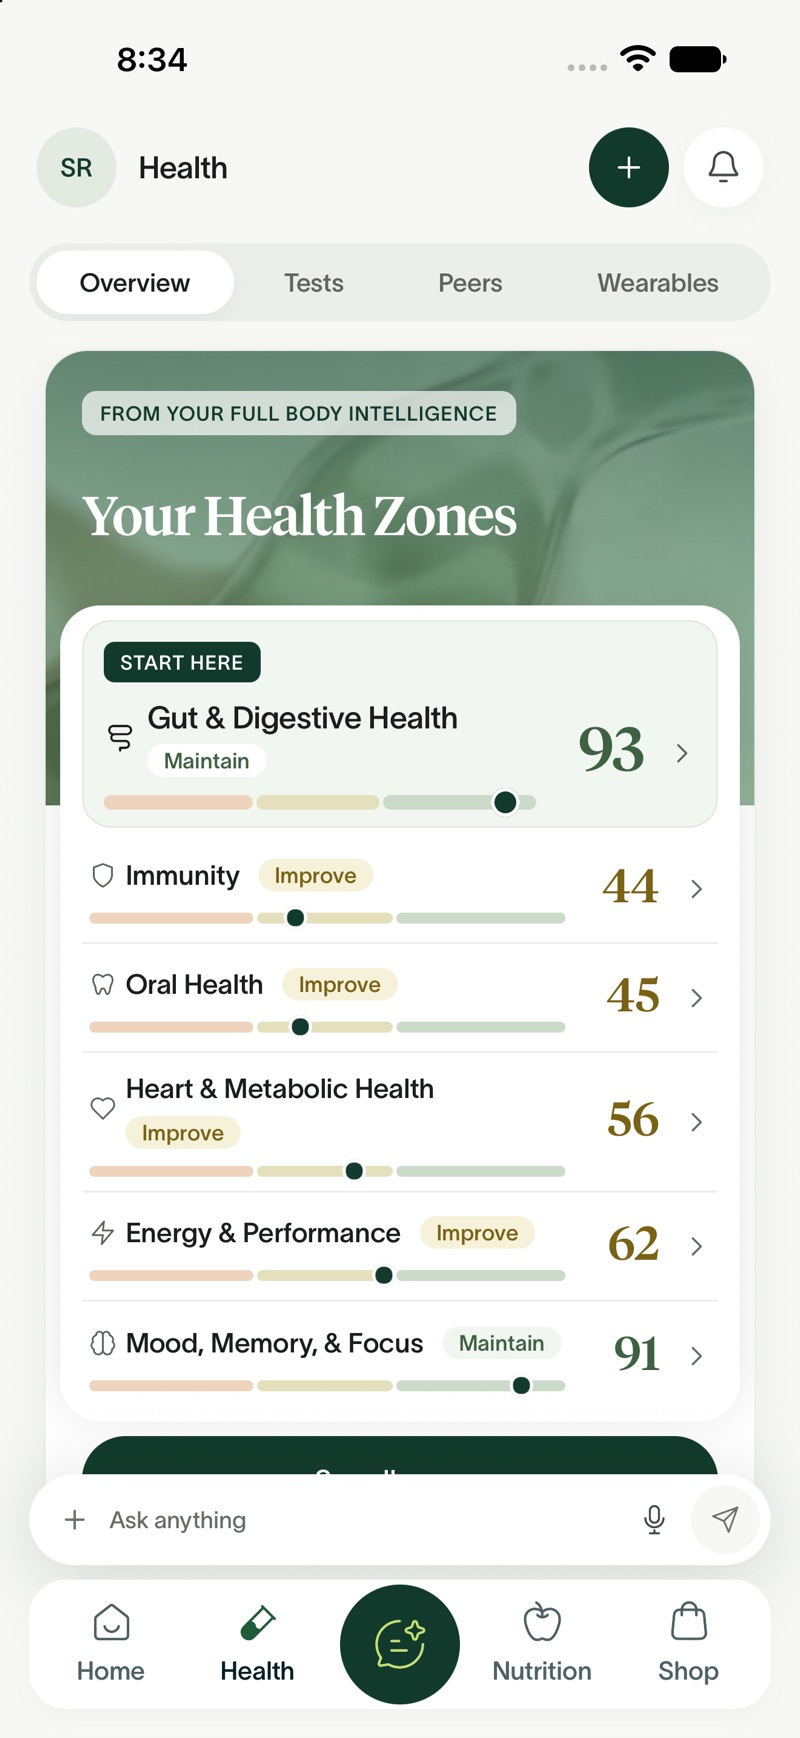 8:34
SR
Health
Overview
Tests
Peers
Wearables
FROM YOUR FULL BODY INTELLIGENCE
Your Health Zones
START HERE
Gut & Digestive Health
Maintain
93
Immunity
Improve
44
Oral Health
Improve
45
Heart & Metabolic Health
Improve
56
Energy & Performance
Improve
62
Mood, Memory, & Focus
Maintain
91
Ask anything
Home
Health
Nutrition
Shop